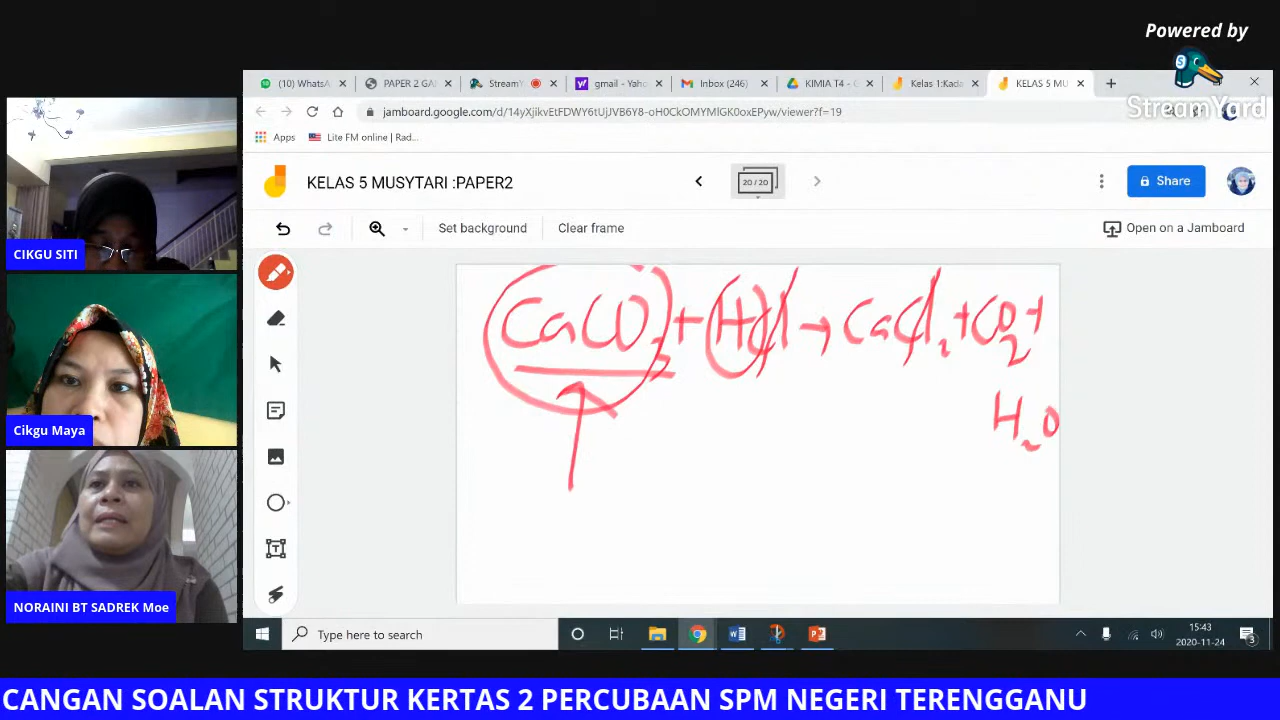 Powered by
StreamYard
(10) WhatsA
PAPER 2 GA
StreamY
gmail - Yaho
Inbox (246)
KIMIA T4 - G
Kelas 1:Kada
KELAS 5 MU
jamboard.google.com/d/14yXjikvEtFDWY6tUjJVB6Y8-oH0CkOMYMlGK0oxEPyw/viewer?f=19
Apps
Lite FM online | Rad...
KELAS 5 MUSYTARI :PAPER2
20 / 20
Share
Set background
Clear frame
Open on a Jamboard
CaCO3 + HCl → CaCl2 + CO2 +
H2O
CIKGU SITI
Cikgu Maya
NORAINI BT SADREK Moe
Type here to search
15:43
2020-11-24
3
CANGAN SOALAN STRUKTUR KERTAS 2 PERCUBAAN SPM NEGERI TERENGGANU